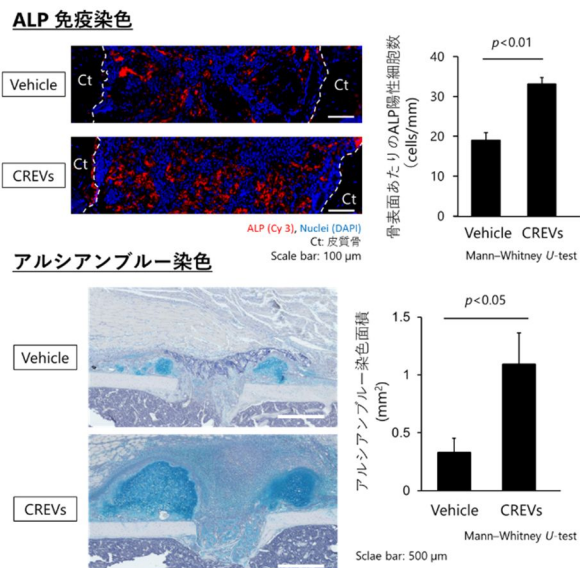 ALP 免疫染色
Vehicle
Ct
Ct
CREVs
Ct
Ct
ALP (Cy 3), Nuclei (DAPI)
Ct: 皮質骨
Scale bar: 100 μm
骨表面あたりのALP陽性細胞数
(cells/mm)
p<0.01
40
30
20
10
0
Vehicle CREVs
Mann–Whitney U-test
アルシアンブルー染色
Vehicle
CREVs
アルシアンブルー染色面積
(mm²)
p<0.05
1.5
1
0.5
0
Vehicle CREVs
Mann–Whitney U-test
Sclae bar: 500 μm